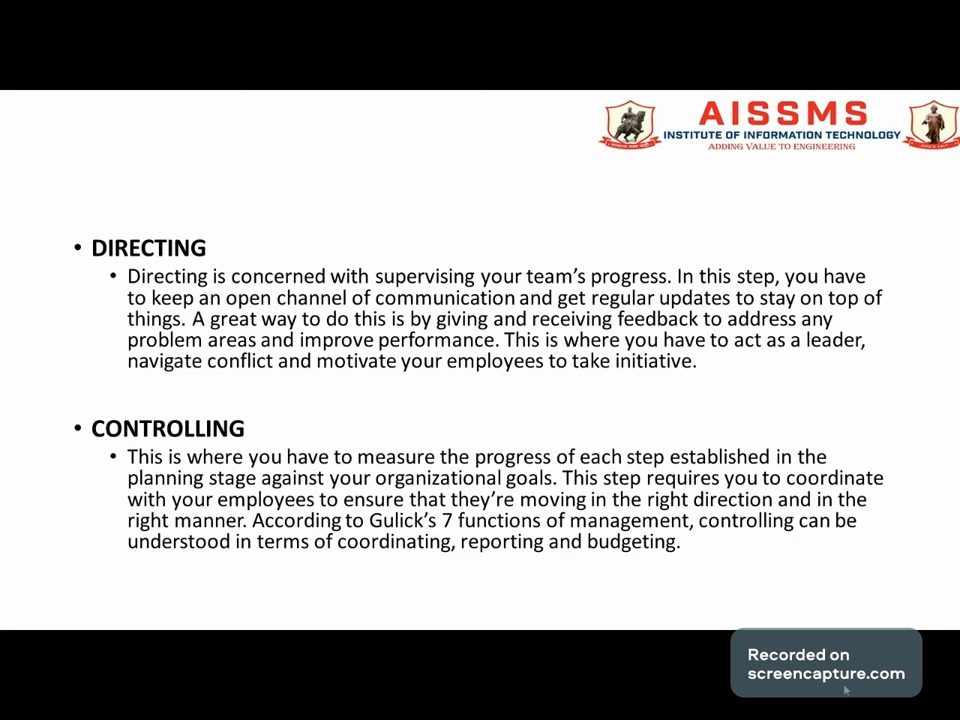 AISSMS
INSTITUTE OF INFORMATION TECHNOLOGY
ADDING VALUE TO ENGINEERING
• DIRECTING
• Directing is concerned with supervising your team's progress. In this step, you have
to keep an open channel of communication and get regular updates to stay on top of
things. A great way to do this is by giving and receiving feedback to address any
problem areas and improve performance. This is where you have to act as a leader,
navigate conflict and motivate your employees to take initiative.
• CONTROLLING
• This is where you have to measure the progress of each step established in the
planning stage against your organizational goals. This step requires you to coordinate
with your employees to ensure that they're moving in the right direction and in the
right manner. According to Gulick's 7 functions of management, controlling can be
understood in terms of coordinating, reporting and budgeting.
Recorded on
screencapture.com